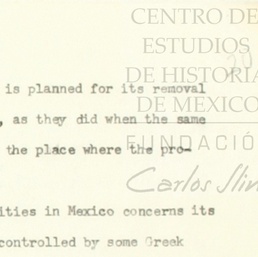 CENTRO DE
ESTUDIOS
DE HISTORIA
DE MEXICO
FUNDACIÓ
Carlos Slim
is planned for its removal
, as they did when the same
the place where the pro-
ities in Mexico concerns its
controlled by some Greek